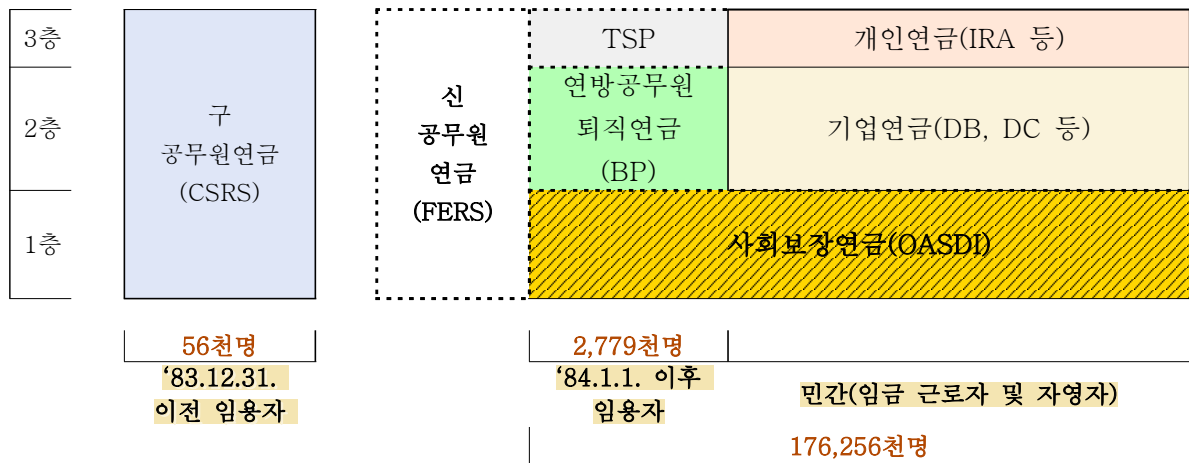 3층
2층
1층
구
공무원연금
(CSRS)
신
공무원
연금
(FERS)
TSP
연방공무원
퇴직연금
(BP)
개인연금(IRA 등)
기업연금(DB, DC 등)
사회보장연금(OASDI)
56천명
‘83.12.31.
이전 임용자
2,779천명
‘84.1.1. 이후
임용자
민간(임금 근로자 및 자영자)
176,256천명